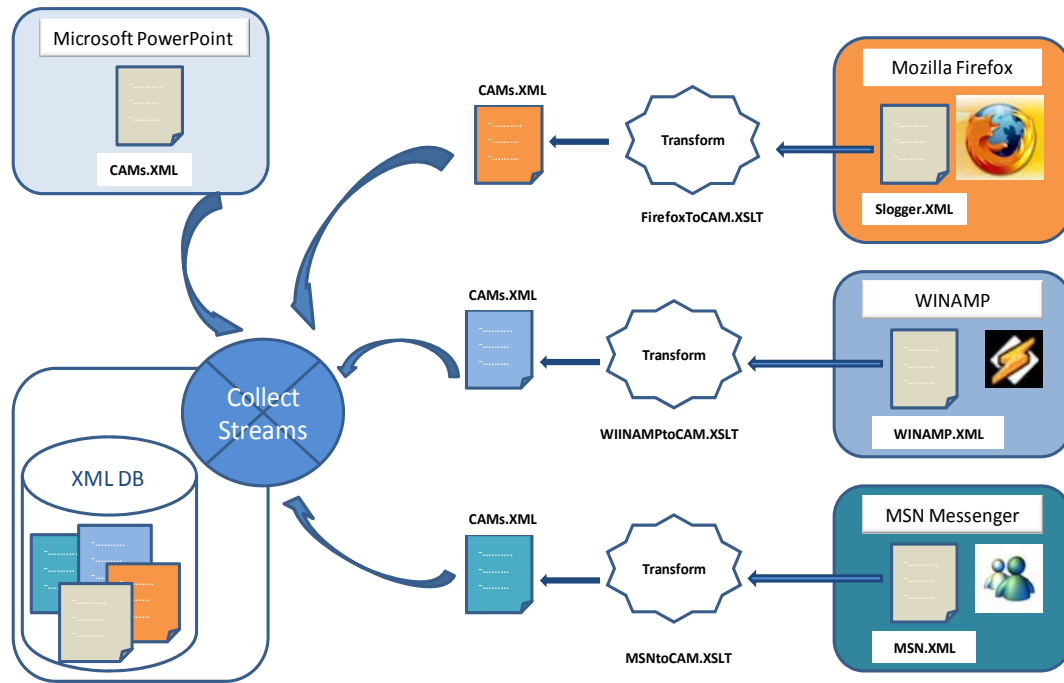 Microsoft PowerPoint
CAMs.XML
CAMs.XML
Transform
FirefoxToCAM.XSLT
Mozilla Firefox
Slogger.XML
CAMs.XML
Transform
WIINAMPtoCAM.XSLT
WINAMP
WINAMP.XML
Collect
Streams
XML DB
CAMs.XML
Transform
MSNtoCAM.XSLT
MSN Messenger
MSN.XML